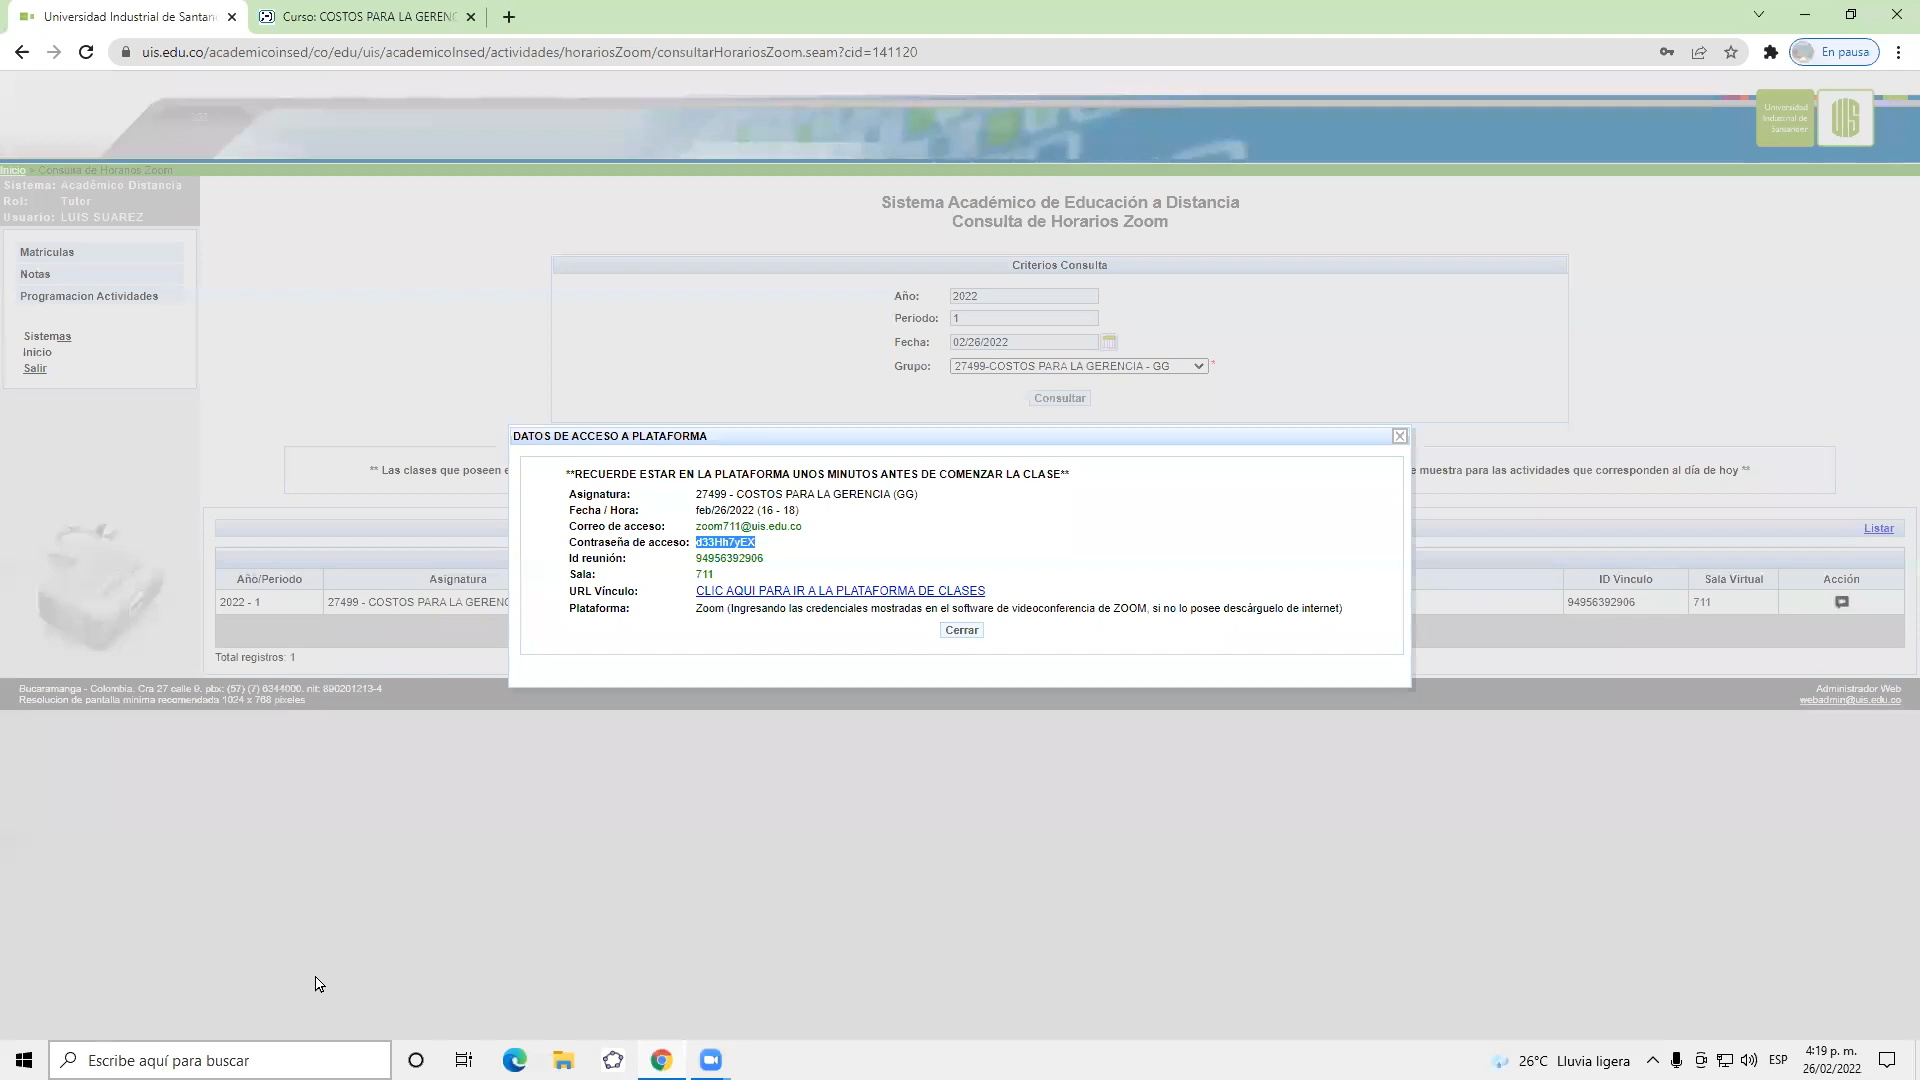 Universidad Industrial de Santan
Curso: COSTOS PARA LA GERENC
uis.edu.co/academicoinsed/co/edu/uis/academicoInsed/actividades/horariosZoom/consultarHorariosZoom.seam?cid=141120
En pausa
Universidad
Industrial de
Santander
UIS
Inicio > Consulta de Horarios Zoom
Sistema: Académico Distancia
Rol: Tutor
Usuario: LUIS SUAREZ
Matriculas
Notas
Programacion Actividades
Sistemas
Inicio
Salir
Sistema Académico de Educación a Distancia
Consulta de Horarios Zoom
Criterios Consulta
Año: 2022
Periodo: 1
Fecha: 02/26/2022
Grupo: 27499-COSTOS PARA LA GERENCIA - GG *
Consultar
** Las clases que poseen e
e muestra para las actividades que corresponden al día de hoy **
DATOS DE ACCESO A PLATAFORMA
**RECUERDE ESTAR EN LA PLATAFORMA UNOS MINUTOS ANTES DE COMENZAR LA CLASE**
Asignatura: 27499 - COSTOS PARA LA GERENCIA (GG)
Fecha / Hora: feb/26/2022 (16 - 18)
Correo de acceso: zoom711@uis.edu.co
Contraseña de acceso: d33Hh7yEX
Id reunión: 94956392906
Sala: 711
URL Vínculo: CLIC AQUI PARA IR A LA PLATAFORMA DE CLASES
Plataforma: Zoom (Ingresando las credenciales mostradas en el software de videoconferencia de ZOOM, si no lo posee descárguelo de internet)
Cerrar
Listar
Año/Periodo Asignatura ID Vinculo Sala Virtual Acción
2022 - 1 27499 - COSTOS PARA LA GERENC 94956392906 711
Total registros: 1
Bucaramanga - Colombia. Cra 27 calle 9. pbx: (57) (7) 6344000. nit: 890201213-4
Resolucion de pantalla minima recomendada 1024 x 768 pixeles
Administrador Web
webadmin@uis.edu.co
Escribe aquí para buscar
26°C Lluvia ligera
ESP
4:19 p. m.
26/02/2022